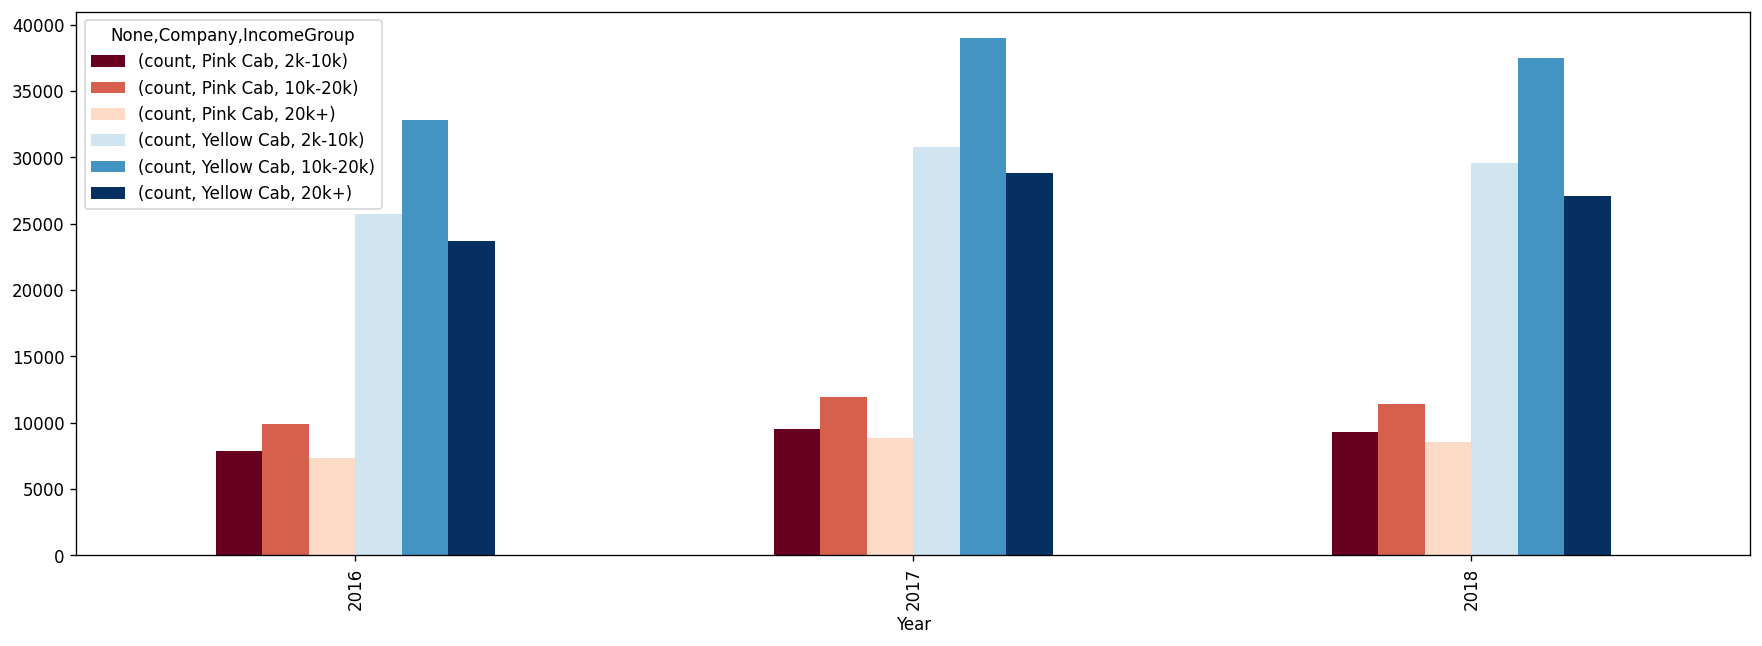 40000
35000
30000
25000
20000
15000
10000
5000
0
None,Company,IncomeGroup
(count, Pink Cab, 2k-10k)
(count, Pink Cab, 10k-20k)
(count, Pink Cab, 20k+)
(count, Yellow Cab, 2k-10k)
(count, Yellow Cab, 10k-20k)
(count, Yellow Cab, 20k+)
2016
2017
2018
Year